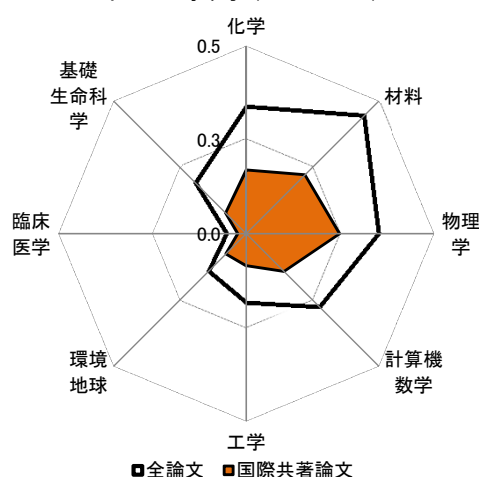 化学
0.5
基礎
生命科
学
材料
0.3
臨床
医学
0.0
物理
学
環境
地球
計算機
数学
工学
全論文 国際共著論文